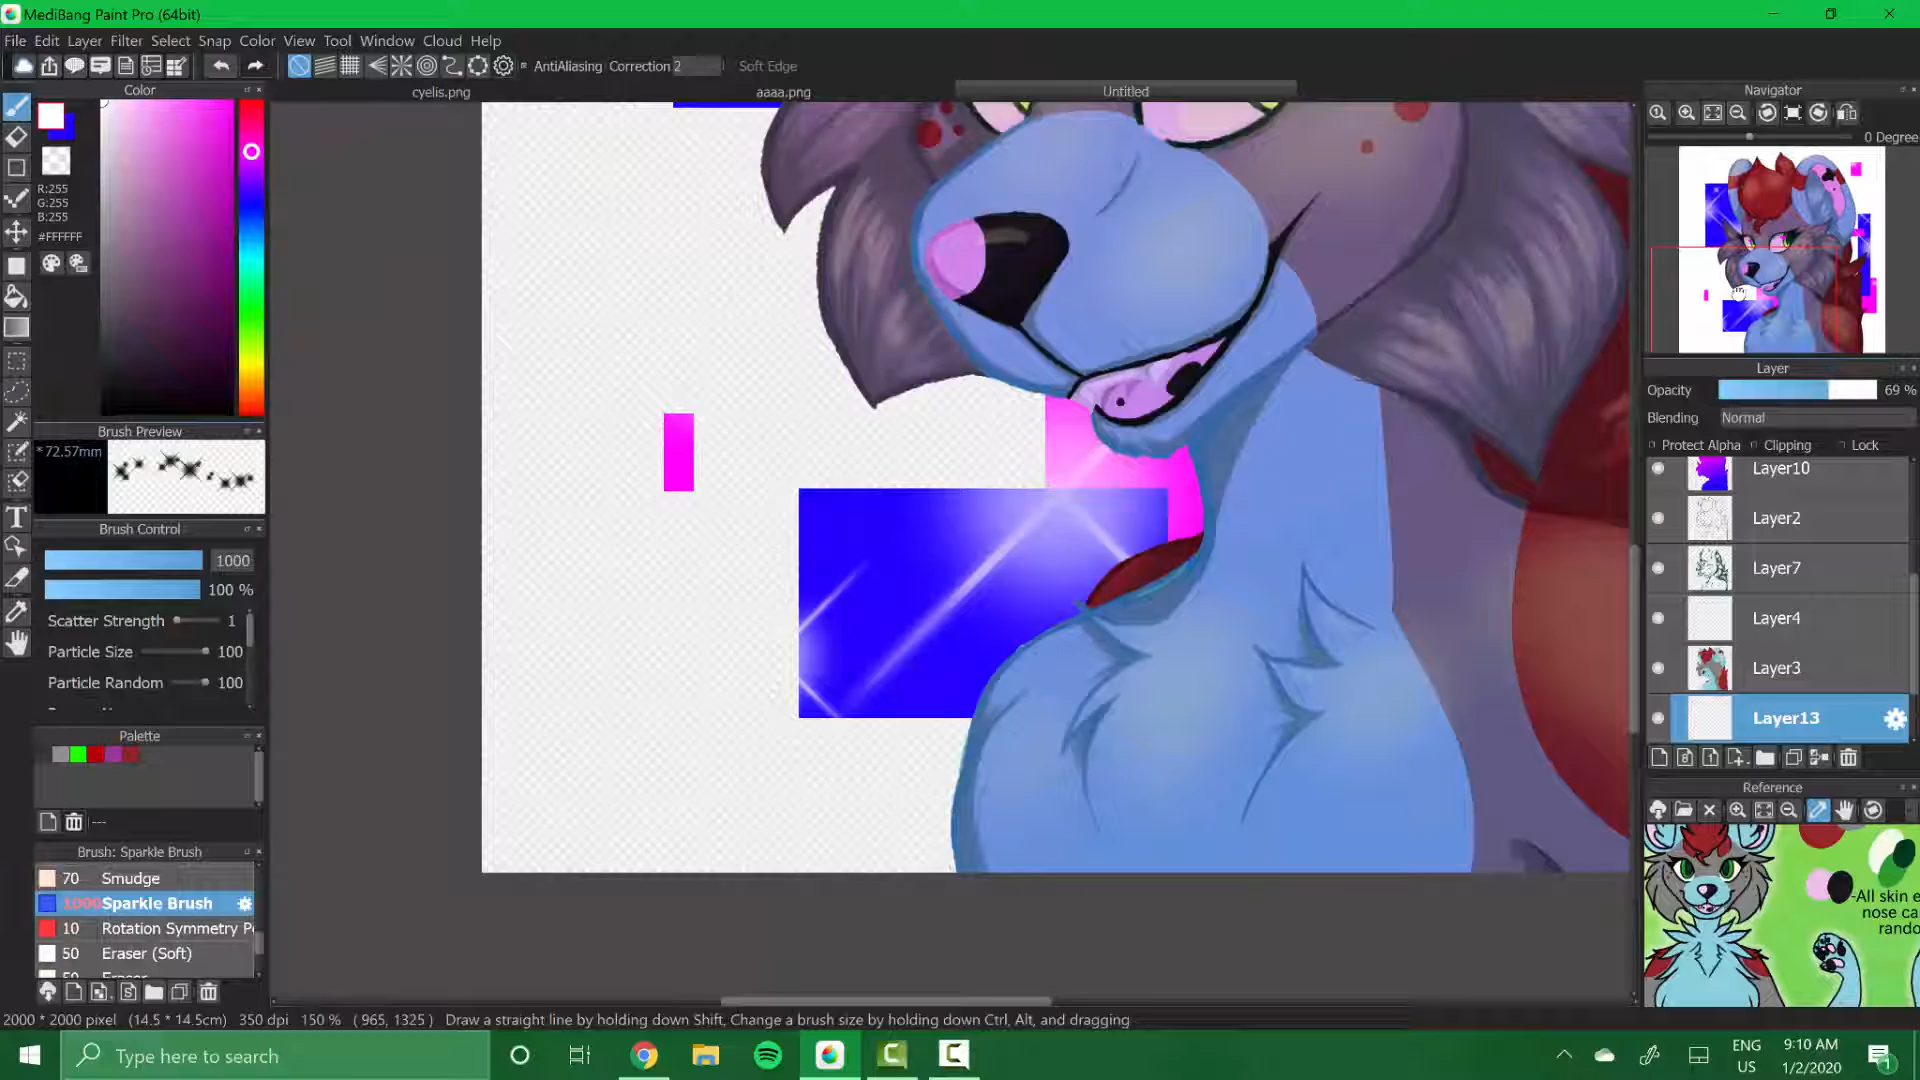 MediBang Paint Pro (64bit)
File Edit Layer Filter Select Snap Color View Tool Window Cloud Help
AntiAliasing Correction 2 Soft Edge
Color
cyelis.png aaaa.png Untitled
Navigator
0 Degree
R:255
G:255
B:255
#FFFFFF
Brush Preview
* 72.57mm
Brush Control
1000
100 %
Scatter Strength 1
Particle Size 100
Particle Random 100
Palette
---
Brush: Sparkle Brush
70 Smudge
1000 Sparkle Brush
10 Rotation Symmetry Pe
50 Eraser (Soft)
50 Eraser
Layer
Opacity 69 %
Blending Normal
Protect Alpha Clipping Lock
Layer10
Layer2
Layer7
Layer4
Layer3
Layer13
Reference
-All skin e
nose ca
rando
2000 * 2000 pixel (14.5 * 14.5cm) 350 dpi 150 % ( 965, 1325 ) Draw a straight line by holding down Shift, Change a brush size by holding down Ctrl, Alt, and dragging
Type here to search
ENG
US
9:10 AM
1/2/2020
1